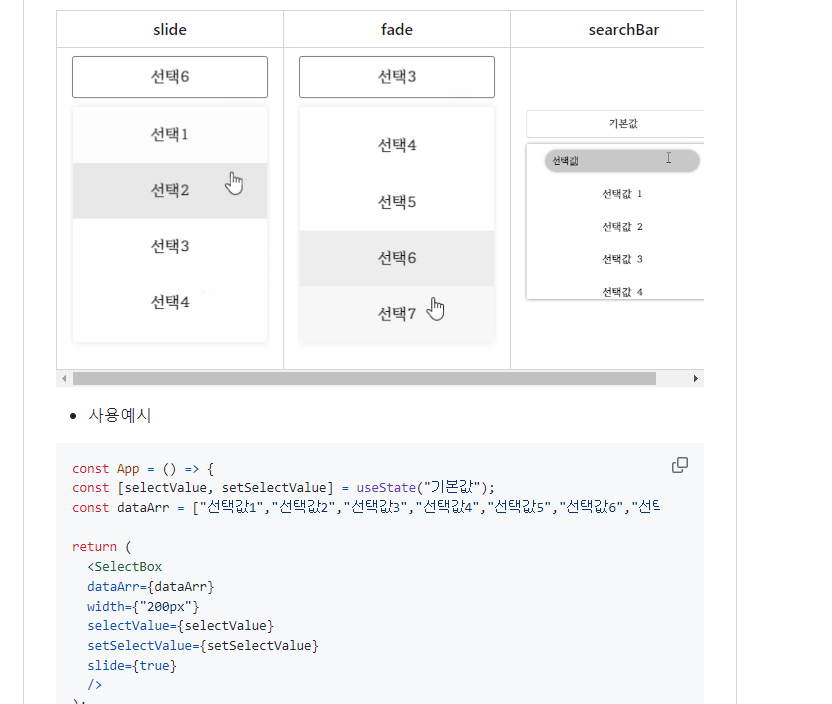 slide fade searchBar
선택6 선택3
기본값
선택1 선택4
선택값
선택2 선택5
선택값 1
선택값 2
선택3 선택6
선택값 3
선택4 선택7
선택값 4
사용예시
const App = () => {
const [selectValue, setSelectValue] = useState("기본값");
const dataArr = ["선택값1","선택값2","선택값3","선택값4","선택값5","선택값6","선트
return (
<SelectBox
dataArr={dataArr}
width={"200px"}
selectValue={selectValue}
setSelectValue={setSelectValue}
slide={true}
/>